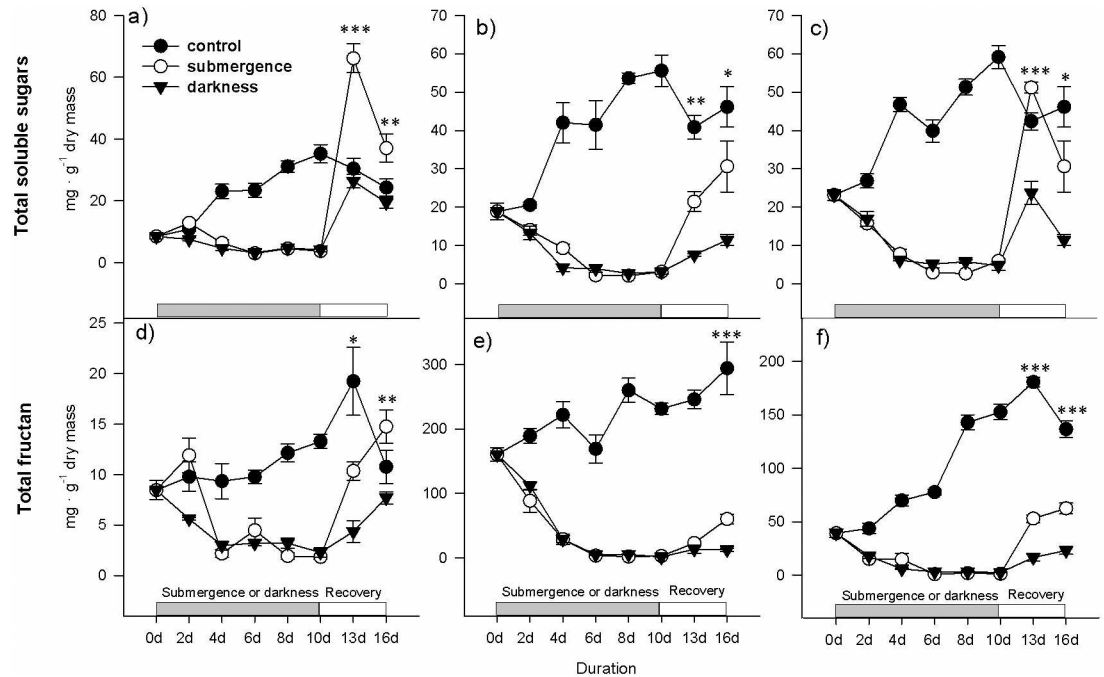 Total soluble sugars
mg · g⁻¹ dry mass
a)
control
submergence
darkness
***
**
80
60
40
20
0
b)
**
*
70
60
50
40
30
20
10
0
c)
***
*
70
60
50
40
30
20
10
0
Total fructan
mg · g⁻¹ dry mass
d)
*
**
25
20
15
10
5
0
Submergence or darkness Recovery
0d 2d 4d 6d 8d 10d 13d 16d
e)
***
300
200
100
0
Submergence or darkness Recovery
0d 2d 4d 6d 8d 10d 13d 16d
f)
***
***
200
150
100
50
0
Submergence or darkness Recovery
0d 2d 4d 6d 8d 10d 13d 16d
Duration